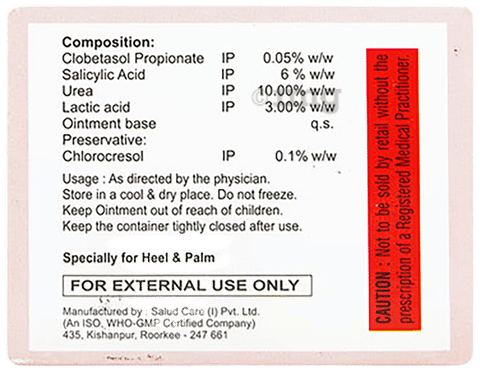 Composition:
Clobetasol Propionate IP 0.05% w/w
Salicylic Acid IP 6 % w/w
Urea IP 10.00% w/w
Lactic acid IP 3.00% w/w
Ointment base q.s.
Preservative:
Chlorocresol IP 0.1% w/w
Usage : As directed by the physician.
Store in a cool & dry place. Do not freeze.
Keep Ointment out of reach of children.
Keep the container tightly closed after use.
Specially for Heel & Palm
FOR EXTERNAL USE ONLY
Manufactured by : Salud Care (I) Pvt. Ltd.
(An ISO, WHO-GMP Certified Company)
435, Kishanpur, Roorkee - 247 661
CAUTION : Not to be sold by retail without the
prescription of a Registered Medical Practitioner.